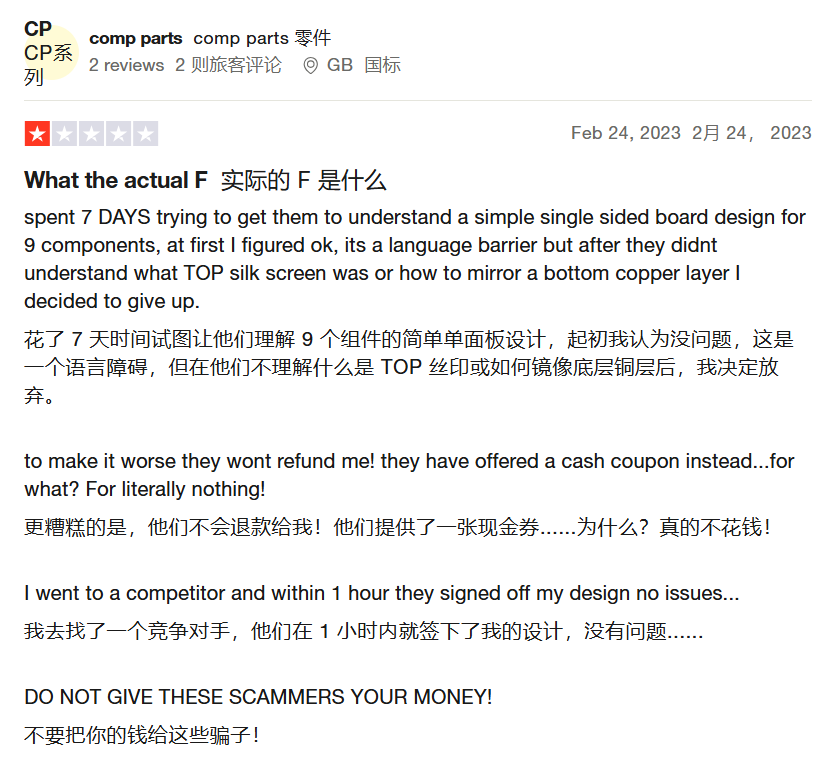 CP
CP系
列
comp parts comp parts 零件
2 reviews 2 则旅客评论 GB 国标
Feb 24, 2023 2月 24， 2023
What the actual F 实际的 F 是什么
spent 7 DAYS trying to get them to understand a simple single sided board design for
9 components, at first I figured ok, its a language barrier but after they didnt
understand what TOP silk screen was or how to mirror a bottom copper layer I
decided to give up.
花了 7 天时间试图让他们理解 9 个组件的简单单面板设计，起初我认为没问题，这是
一个语言障碍，但在他们不理解什么是 TOP 丝印或如何镜像底层铜层后，我决定放
弃。
to make it worse they wont refund me! they have offered a cash coupon instead...for
what? For literally nothing!
更糟糕的是，他们不会退款给我！他们提供了一张现金券......为什么？真的不花钱！
I went to a competitor and within 1 hour they signed off my design no issues...
我去找了一个竞争对手，他们在 1 小时内就签下了我的设计，没有问题......
DO NOT GIVE THESE SCAMMERS YOUR MONEY!
不要把你的钱给这些骗子！